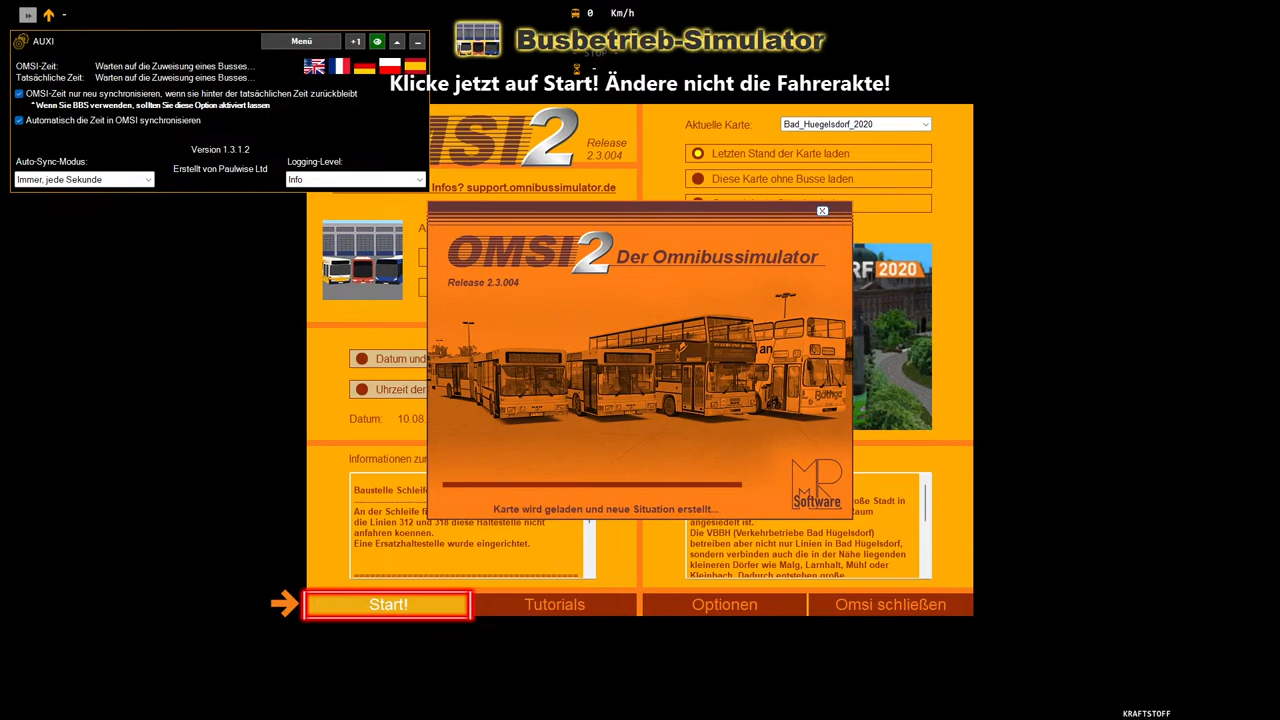 -
0 Km/h
Busbetrieb-Simulator
Klicke jetzt auf Start! Ändere nicht die Fahrerakte!
AUXI
Menü
+1
OMSI-Zeit: Warten auf die Zuweisung eines Busses...
Tatsächliche Zeit: Warten auf die Zuweisung eines Busses...
OMSI-Zeit nur neu synchronisieren, wenn sie hinter der tatsächlichen Zeit zurückbleibt
*Wenn Sie BBS verwenden, sollten Sie diese Option aktiviert lassen
Automatisch die Zeit in OMSI synchronisieren
Version 1.3.1.2
Auto-Sync-Modus:
Erstellt von Paulwise Ltd
Logging-Level:
Immer, jede Sekunde
Info
MSI2
Release
2.3.004
Infos? support.omnibussimulator.de
Aktuelle Karte: Bad_Huegelsdorf_2020
Letzten Stand der Karte laden
Diese Karte ohne Busse laden
OMSI2 Der Omnibussimulator
Release 2.3.004
an
Bathge
MR Software
Karte wird geladen und neue Situation erstellt...
RF 2020
Datum und
Uhrzeit der
Datum: 10.08
Informationen zur
Baustelle Schleife
An der Schleife
die Linien 312 und 318 diese Haltestelle nicht
anfahren koennen.
Eine Ersatzhaltestelle wurde eingerichtet.
große Stadt in
Raum
angesiedelt ist.
Die VBBH (Verkehrbetriebe Bad Hügelsdorf)
betreiben aber nicht nur Linien in Bad Hügelsdorf,
sondern verbinden auch die in der Nähe liegenden
kleineren Dörfer wie Malg, Larnhalt, Mühl oder
Kleinbach. Dadurch entstehen große
Start!
Tutorials
Optionen
Omsi schließen
KRAFTSTOFF